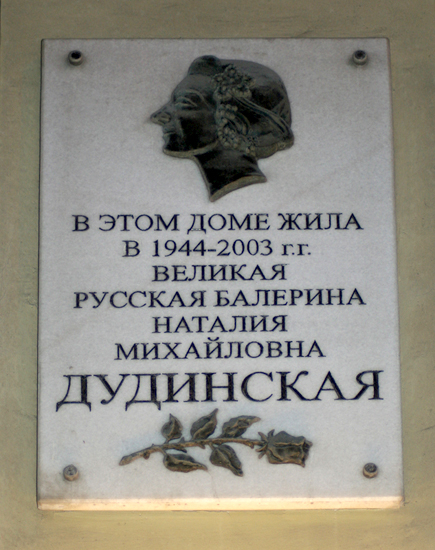 В ЭТОМ ДОМЕ ЖИЛА
В 1944-2003 г.г.
ВЕЛИКАЯ
РУССКАЯ БАЛЕРИНА
НАТАЛИЯ
МИХАЙЛОВНА
ДУДИНСКАЯ